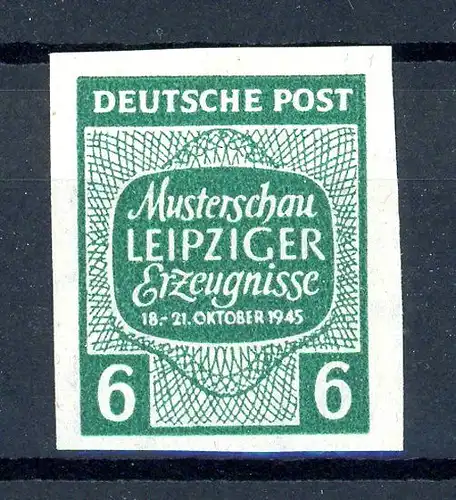 DEUTSCHE POST
Musterschau
LEIPZIGER
Erzeugnisse
18.-21. OKTOBER 1945
6 6